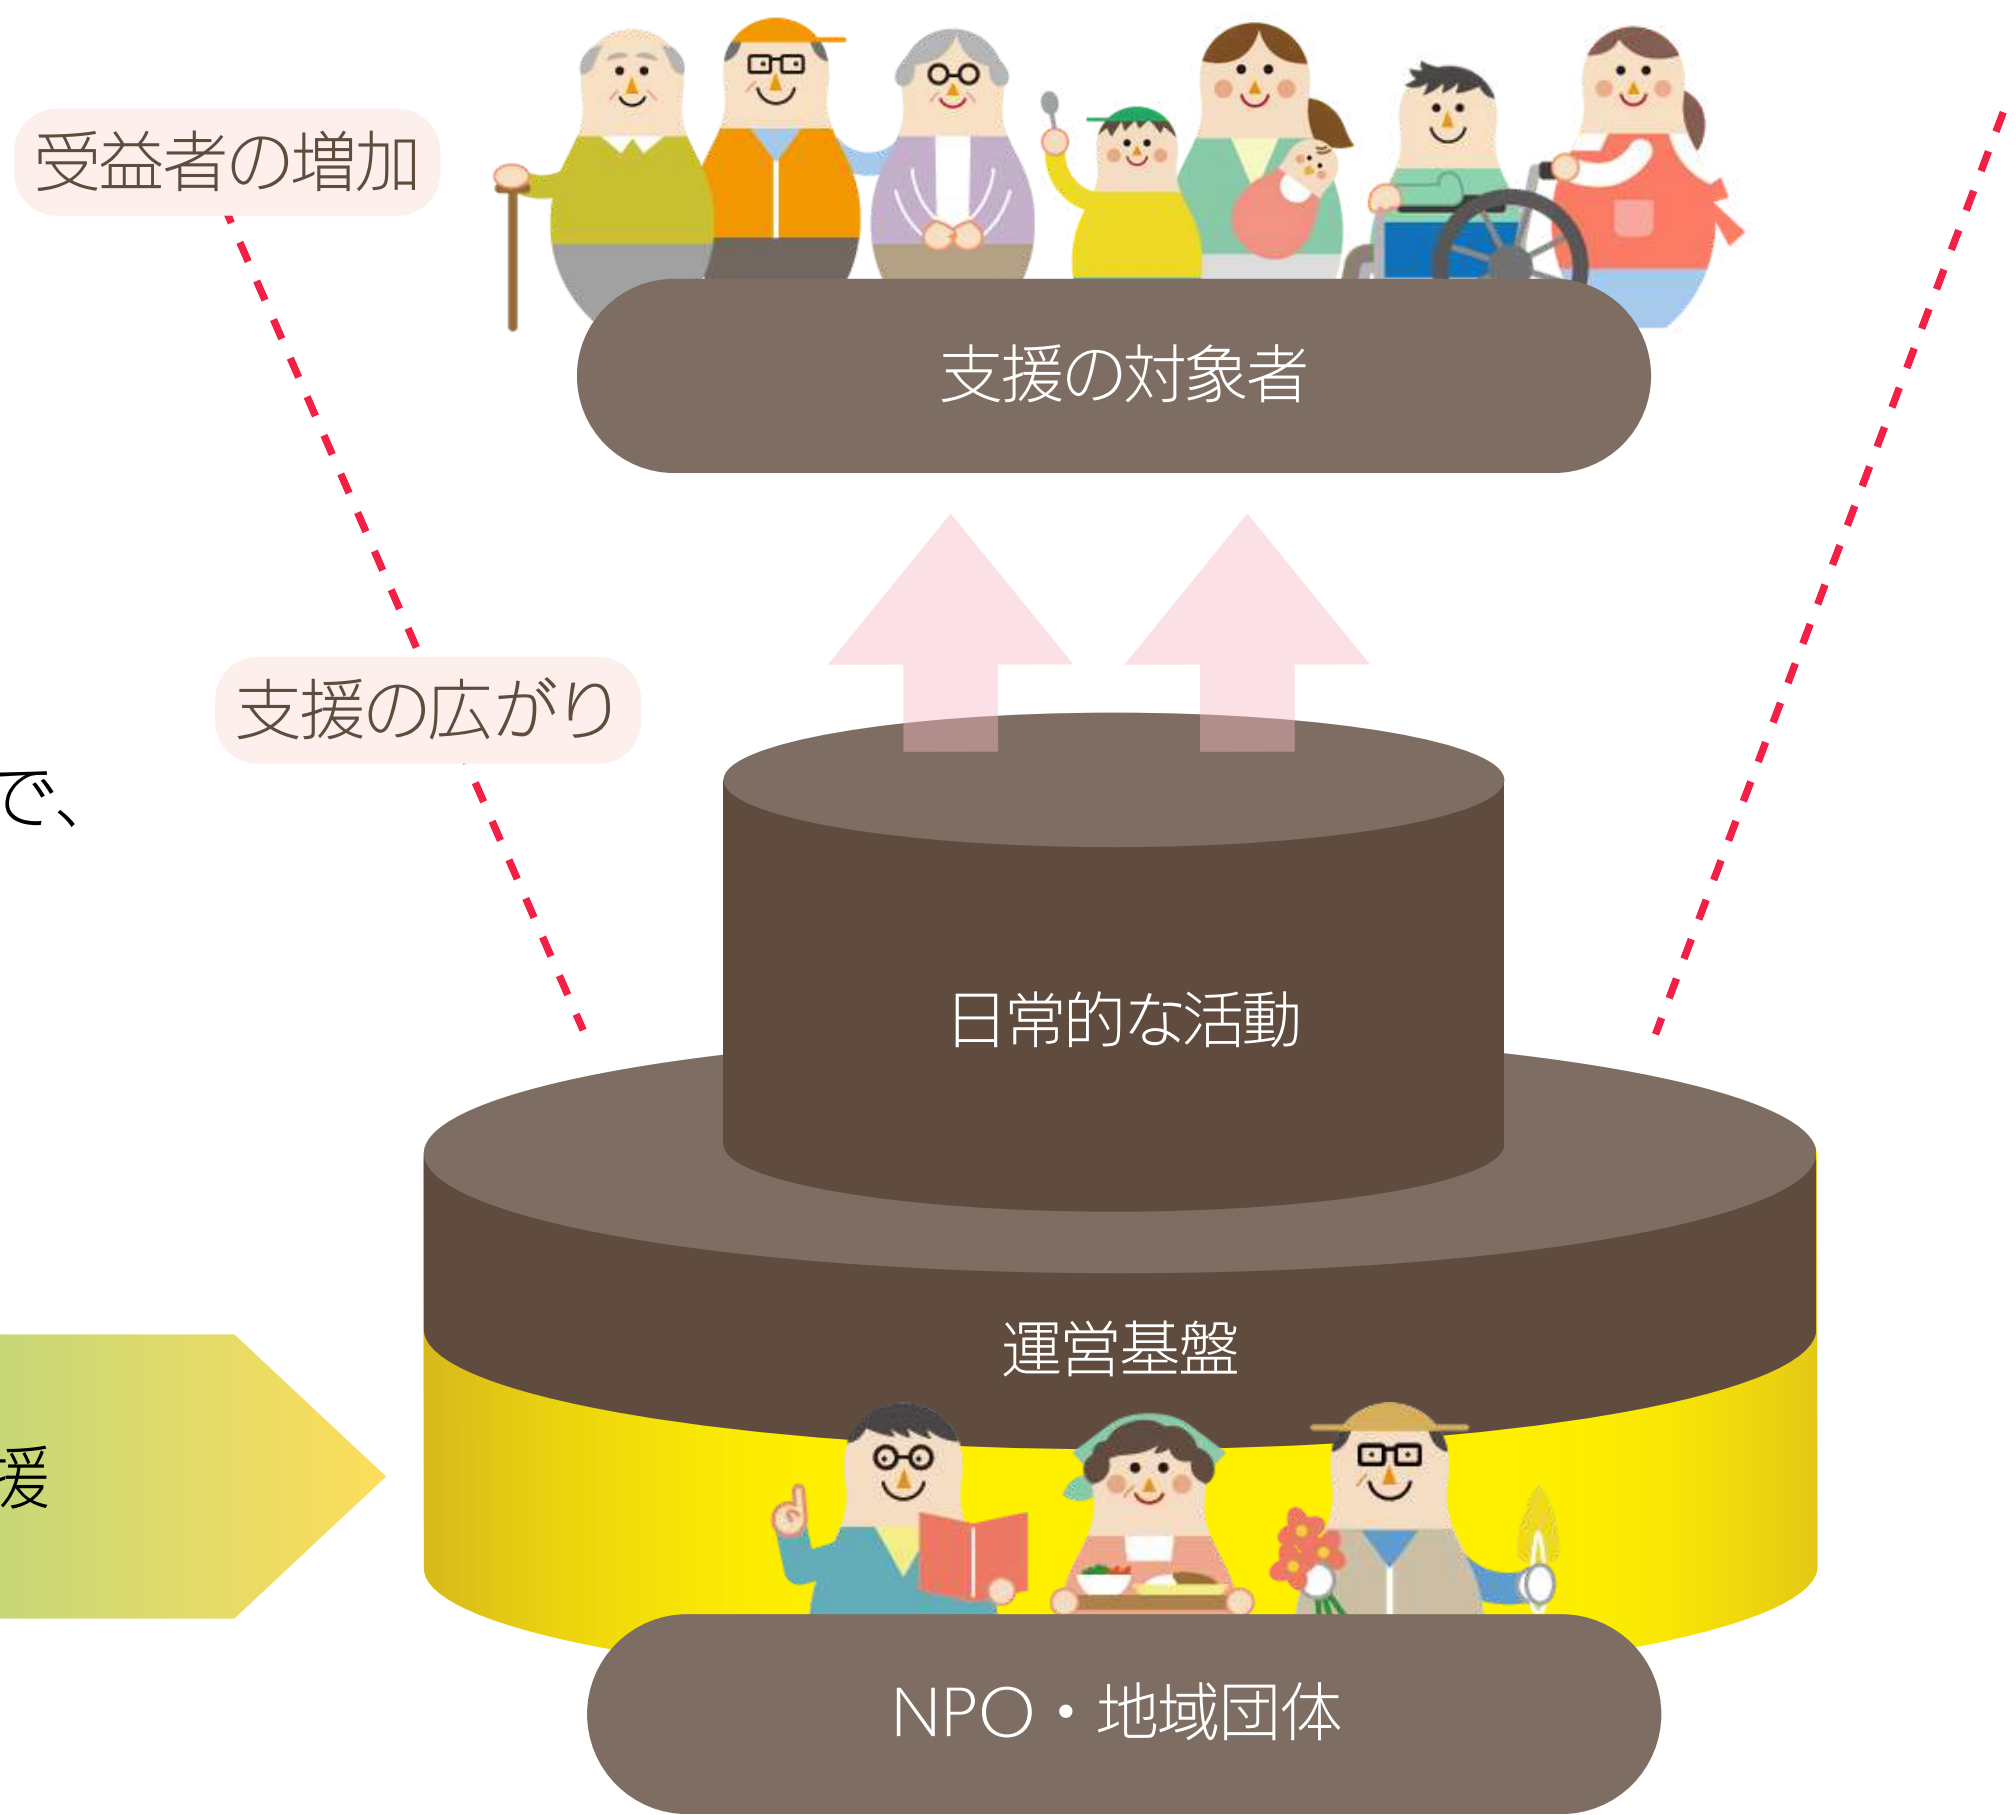 受益者の増加
支援の対象者
支援の広がり
で、
日常的な活動
運営基盤
援
NPO・地域団体